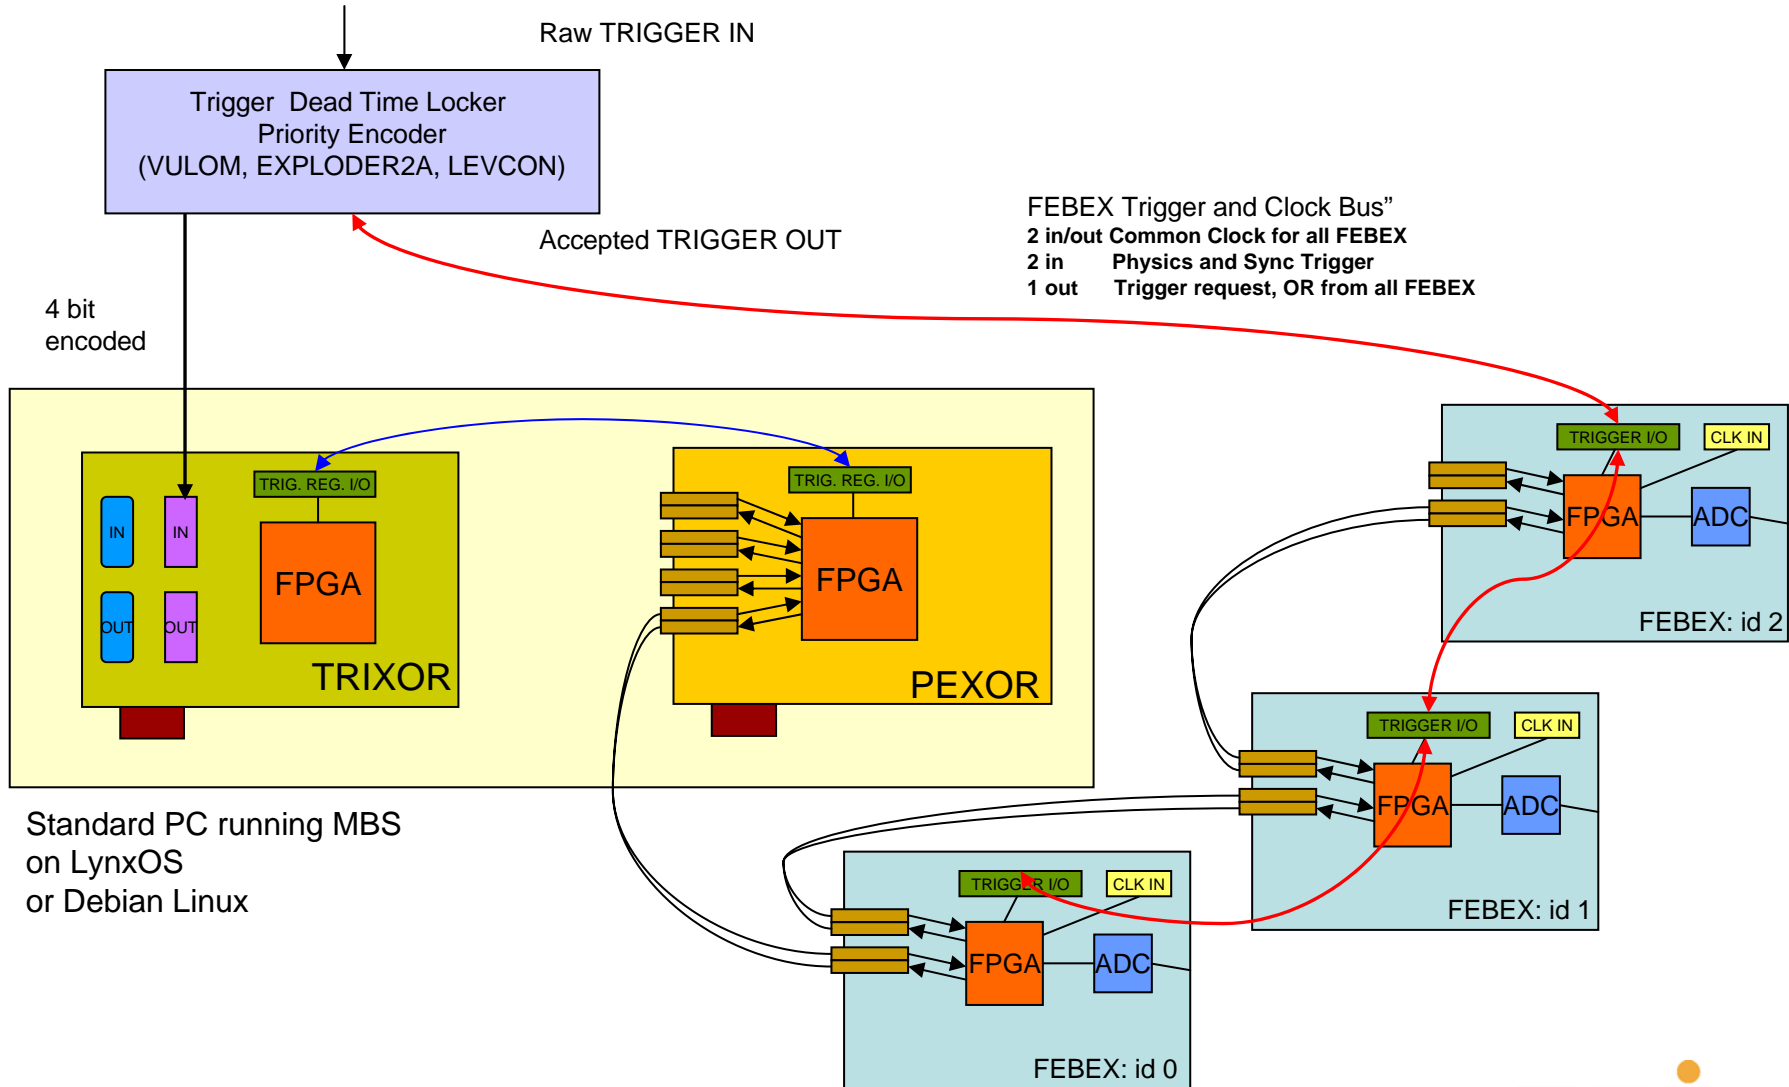 Raw TRIGGER IN
Trigger  Dead Time Locker
Priority Encoder
(VULOM, EXPLODER2A, LEVCON)
Accepted TRIGGER OUT
FEBEX Trigger and Clock Bus”
2 in/out Common Clock for all FEBEX
2 in Physics and Sync Trigger
1 out Trigger request, OR from all FEBEX
4 bit
encoded
TRIG. REG. I/O
IN
IN
FPGA
OUT
OUT
TRIXOR
TRIG. REG. I/O
FPGA
PEXOR
TRIGGER I/O
CLK IN
FPGA
ADC
FEBEX: id 2
TRIGGER I/O
CLK IN
FPGA
ADC
FEBEX: id 1
Standard PC running MBS
on LynxOS
or Debian Linux
TRIGGER I/O
CLK IN
FPGA
ADC
FEBEX: id 0